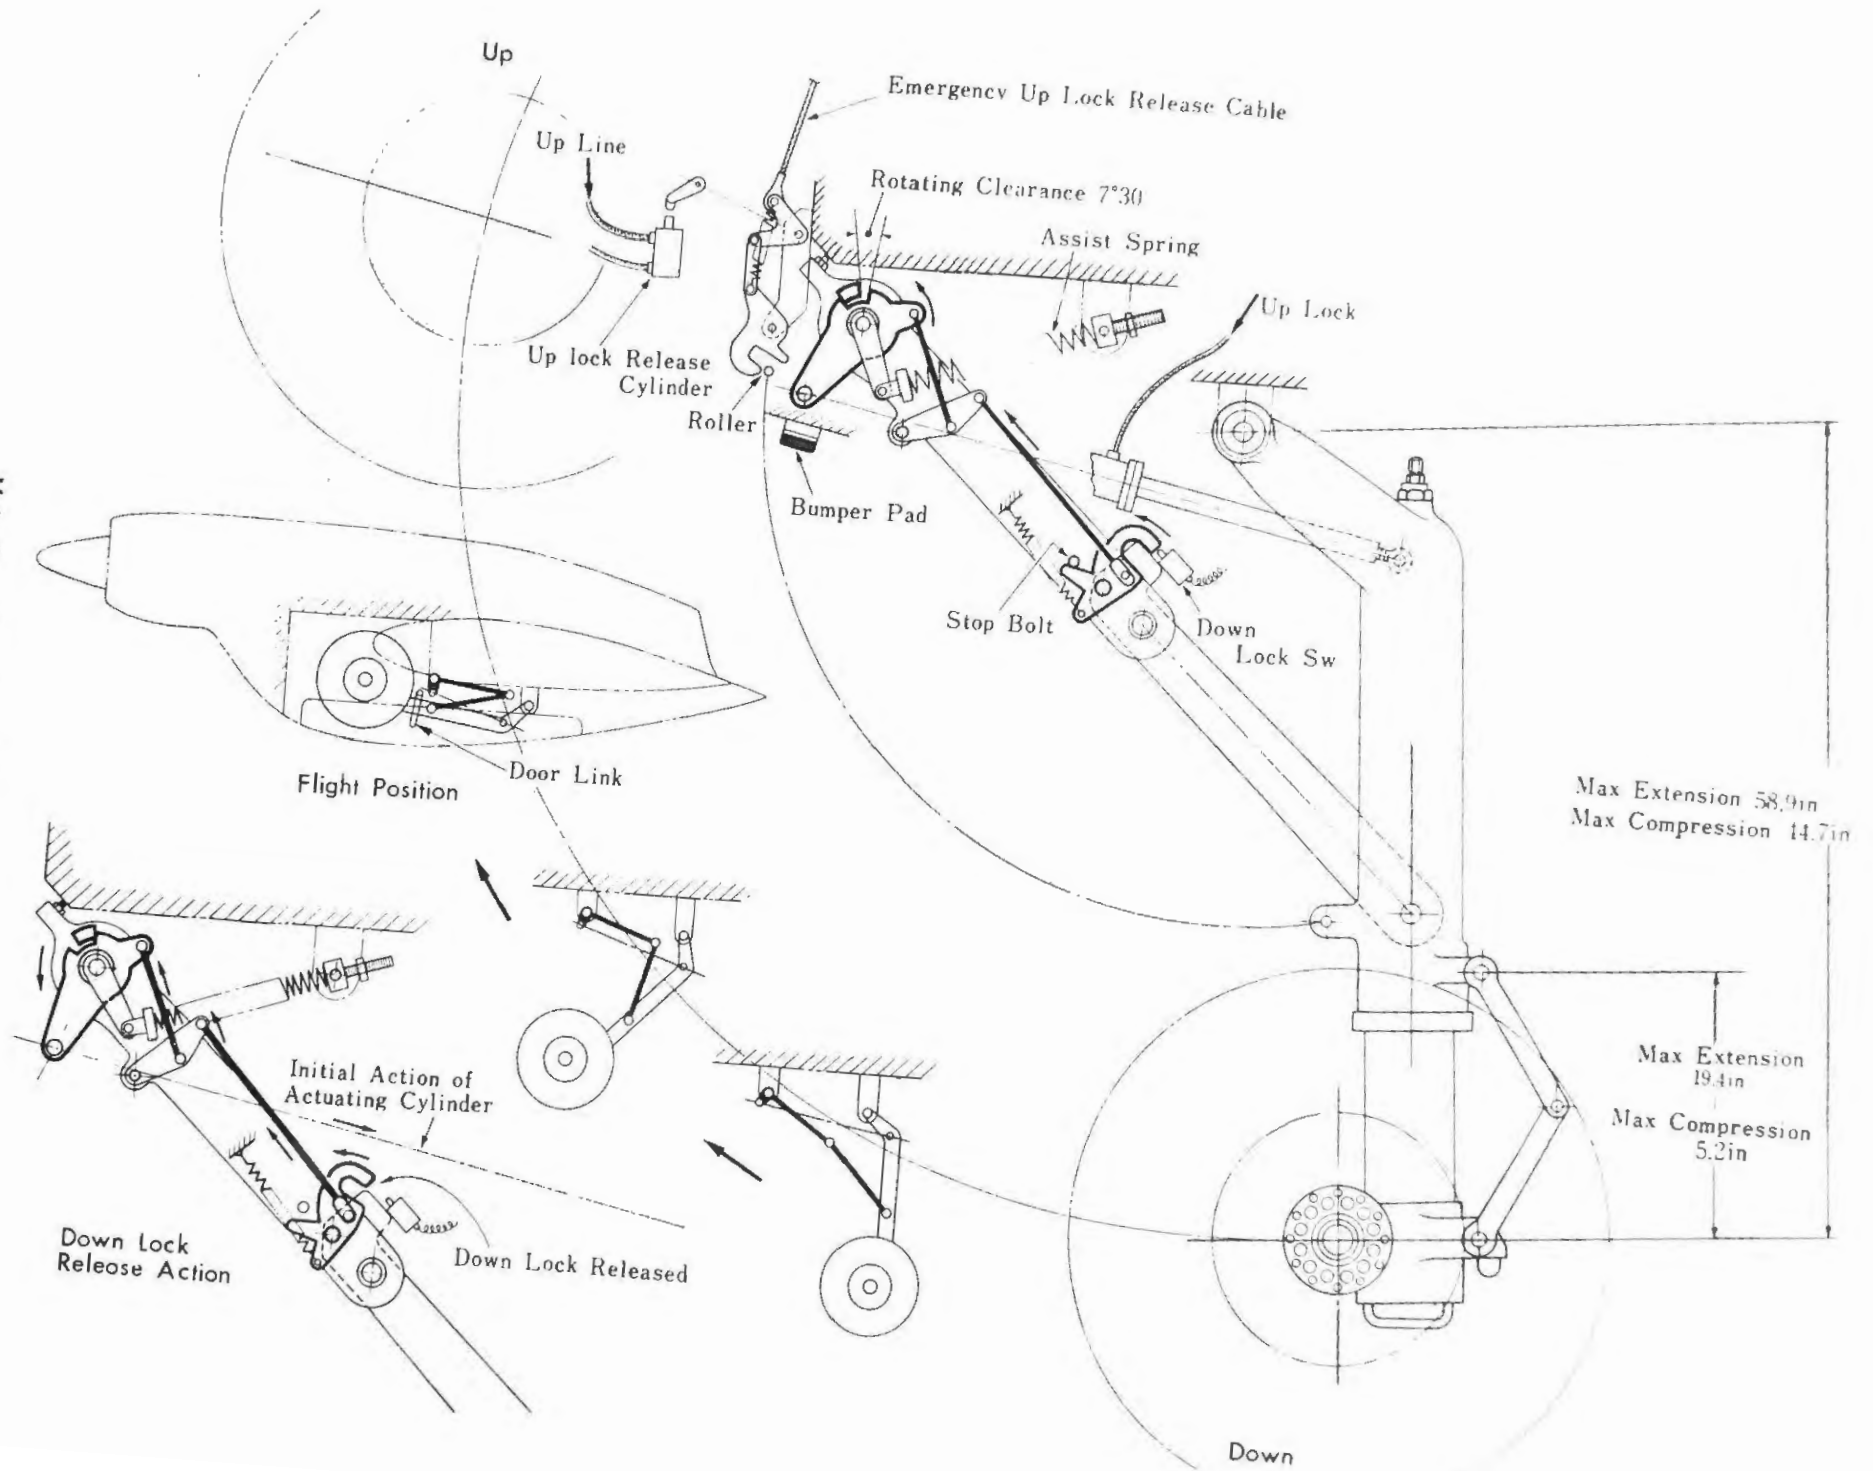 Up
Emergency Up Lock Release Cable
Up Line
Rotating Clearance 7°30
Assist Spring
Up Lock
Up lock Release
Cylinder
Roller
Bumper Pad
Stop Bolt
Down
Lock Sw
Door Link
Flight Position
Max Extension 58.9in
Max Compression 14.7in
Initial Action of
Actuating Cylinder
Max Extension
19.4in
Max Compression
5.2in
Down Lock
Releose Action
Down Lock Released
Down